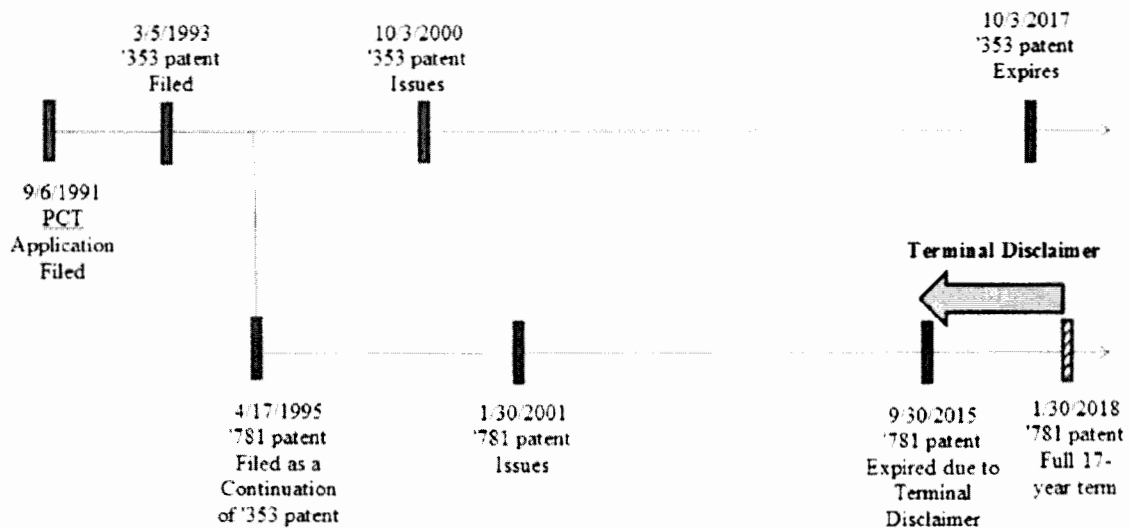 3/5/1993
'353 patent
Filed
10/3/2000
'353 patent
Issues
10/3/2017
'353 patent
Expires
9/6/1991
PCT
Application
Filed
Terminal Disclaimer
4/17/1995
'781 patent
Filed as a
Continuation
of '353 patent
1/30/2001
'781 patent
Issues
9/30/2015
'781 patent
Expired due to
Terminal
Disclaimer
1/30/2018
'781 patent
Full 17-
year term